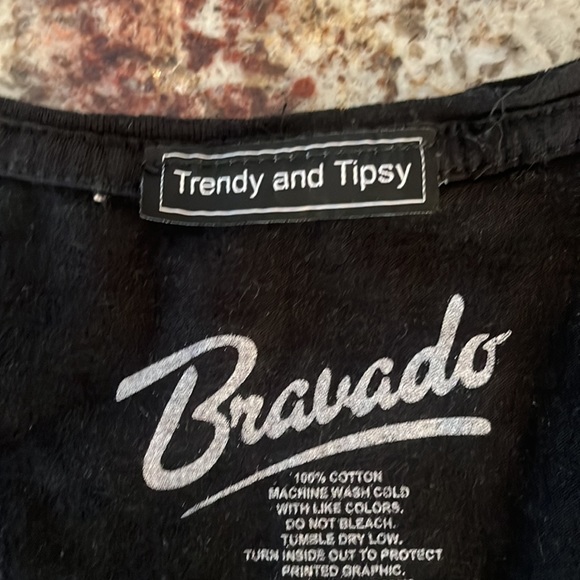 Trendy and Tipsy
Bravado
100% COTTON
MACHINE WASH COLD
WITH LIKE COLORS.
DO NOT BLEACH.
TUMBLE DRY LOW.
TURN INSIDE OUT TO PROTECT
PRINTED GRAPHIC.